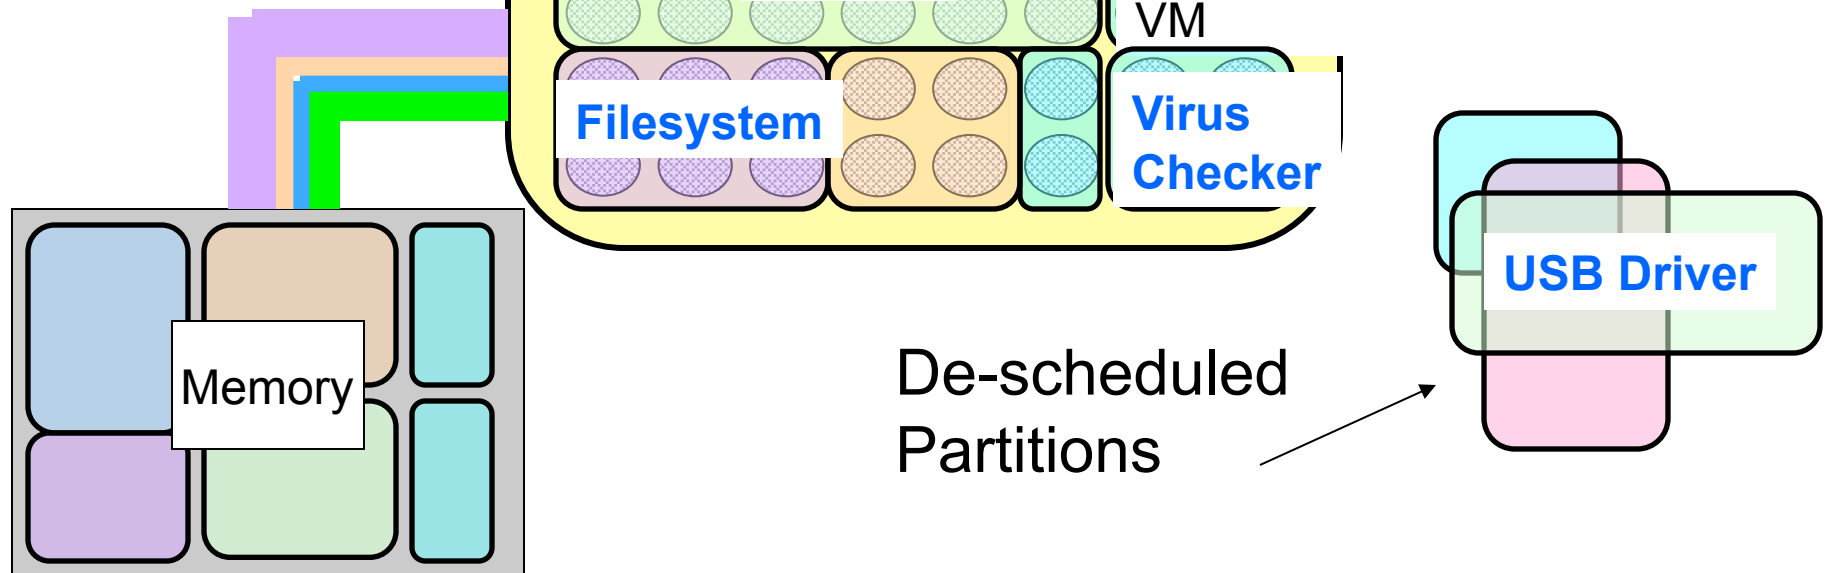 VM
Filesystem
Virus
Checker
USB Driver
Memory
De-scheduled
Partitions